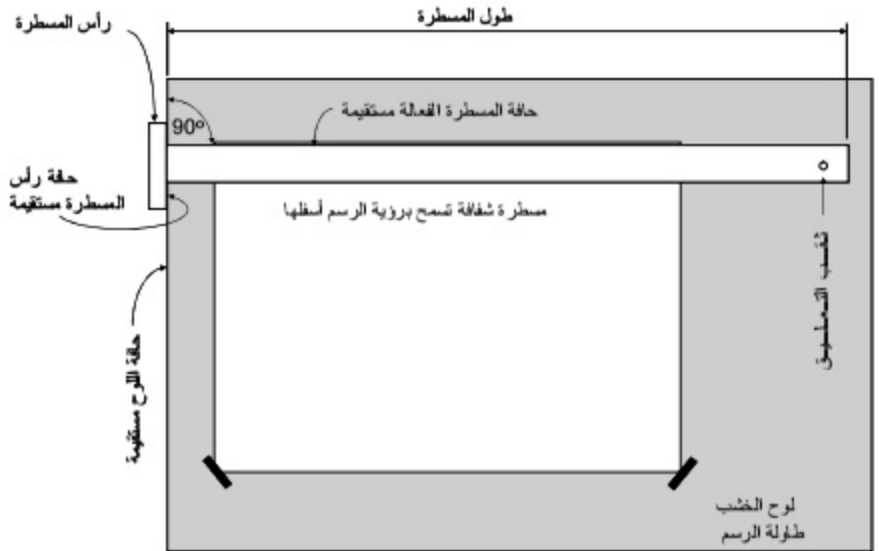 طول المسطرة
رأس المسطرة
حافة المسطرة الفعالة مستقيمة
90º
حافة رأس
المسطرة مستقيمة
مسطرة شفافة تسمح برؤية الرسم أسفلها
ثقب التعليق
حافة اللوح مستقيمة
لوح الخشب
طاولة الرسم